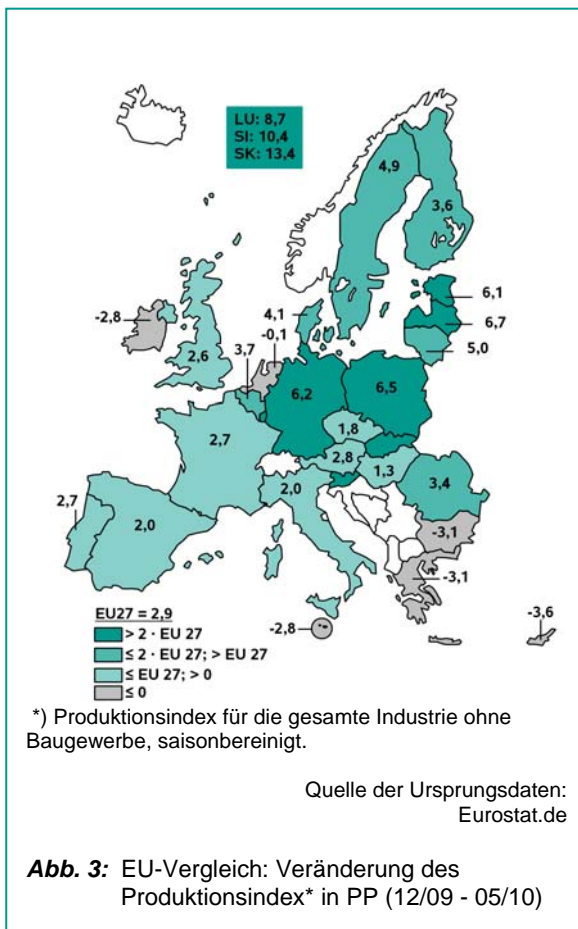 LU: 8,7
SI: 10,4
SK: 13,4
4,9
3,6
-2,8
4,1
6,1
3,7
-0,1
6,7
2,6
5,0
6,2
6,5
2,7
1,8
2,8
1,3
3,4
2,7
2,0
2,0
-3,1
-3,1
-2,8
-3,6
EU27 = 2,9
> 2 · EU 27
≤ 2 · EU 27; > EU 27
≤ EU 27; > 0
≤ 0
*) Produktionsindex für die gesamte Industrie ohne
Baugewerbe, saisonbereinigt.
Quelle der Ursprungsdaten:
Eurostat.de
Abb. 3: EU-Vergleich: Veränderung des
Produktionsindex* in PP (12/09 - 05/10)